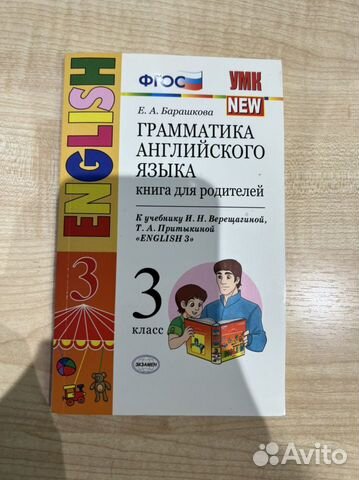 ENGLISH
3
ФГОС
УМК
NEW
Е. А. Барашкова
ГРАММАТИКА
АНГЛИЙСКОГО
ЯЗЫКА
книга для родителей
К учебнику И. Н. Верещагиной,
Т. А. Притыкиной
«ENGLISH 3»
3
класс
ЭКЗАМЕН
Avito